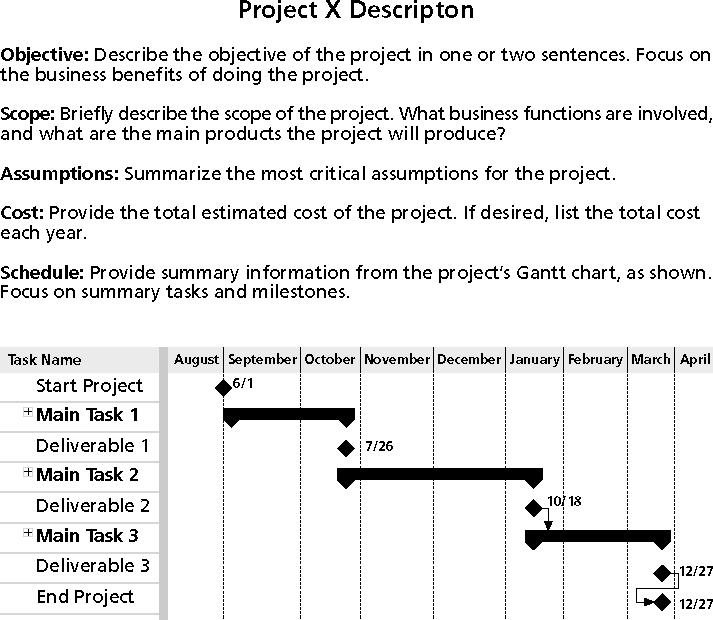 Project X Descripton
Objective: Describe the objective of the project in one or two sentences. Focus on
the business benefits of doing the project.
Scope: Briefly describe the scope of the project. What business functions are involved,
and what are the main products the project will produce?
Assumptions: Summarize the most critical assumptions for the project.
Cost: Provide the total estimated cost of the project. If desired, list the total cost
each year.
Schedule: Provide summary information from the project's Gantt chart, as shown.
Focus on summary tasks and milestones.
Task Name August September October November December January February March April
Start Project 6/1
Main Task 1
Deliverable 1 7/26
Main Task 2
Deliverable 2 10/18
Main Task 3
Deliverable 3 12/27
End Project 12/27